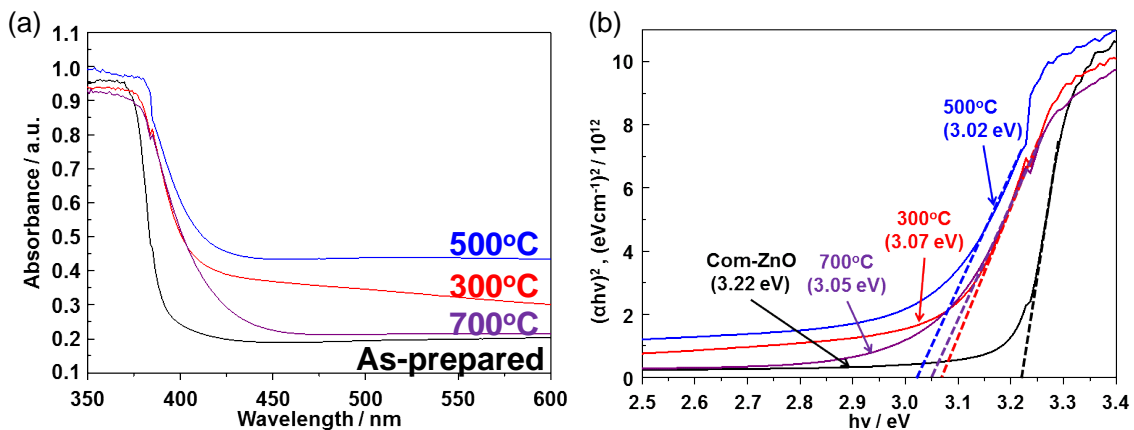 (a)
1.1
1.0
0.9
0.8
0.7
0.6
0.5
0.4
0.3
0.2
0.1
Absorbance / a.u.
500°C
300°C
700°C
As-prepared
350 400 450 500 550 600
Wavelength / nm
(b)
10
8
6
4
2
0
(αhν)², (eVcm⁻¹)² / 10¹²
500°C
(3.02 eV)
300°C
(3.07 eV)
Com-ZnO
(3.22 eV)
700°C
(3.05 eV)
2.5 2.6 2.7 2.8 2.9 3.0 3.1 3.2 3.3 3.4
hν / eV